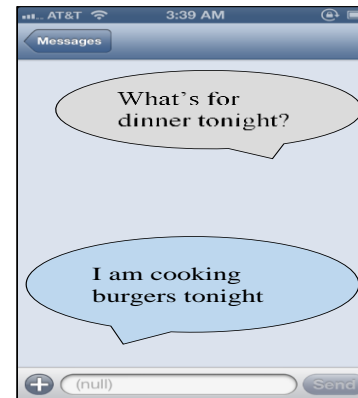 AT&T 3:39 AM
Messages
What's for
dinner tonight?
I am cooking
burgers tonight
(null) Send